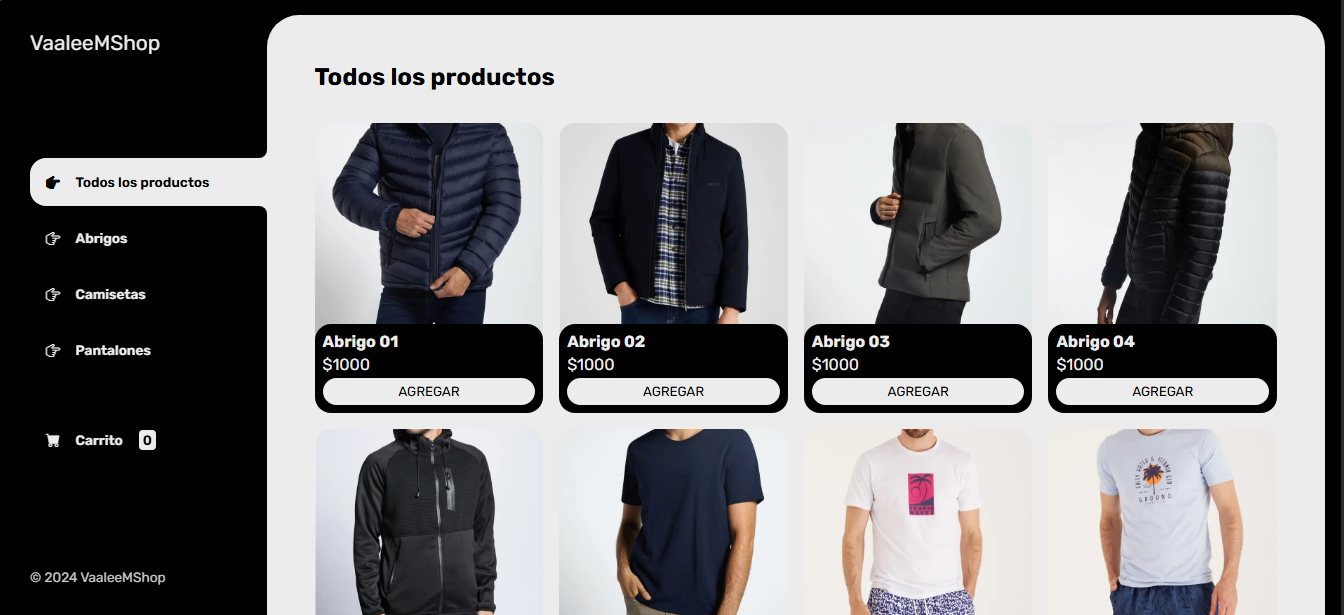 VaaleeMShop
Todos los productos
Todos los productos
Abrigos
Camisetas
Pantalones
Carrito 0
© 2024 VaaleeMShop
Abrigo 01
$1000
AGREGAR
Abrigo 02
$1000
AGREGAR
Abrigo 03
$1000
AGREGAR
Abrigo 04
$1000
AGREGAR
GROUND